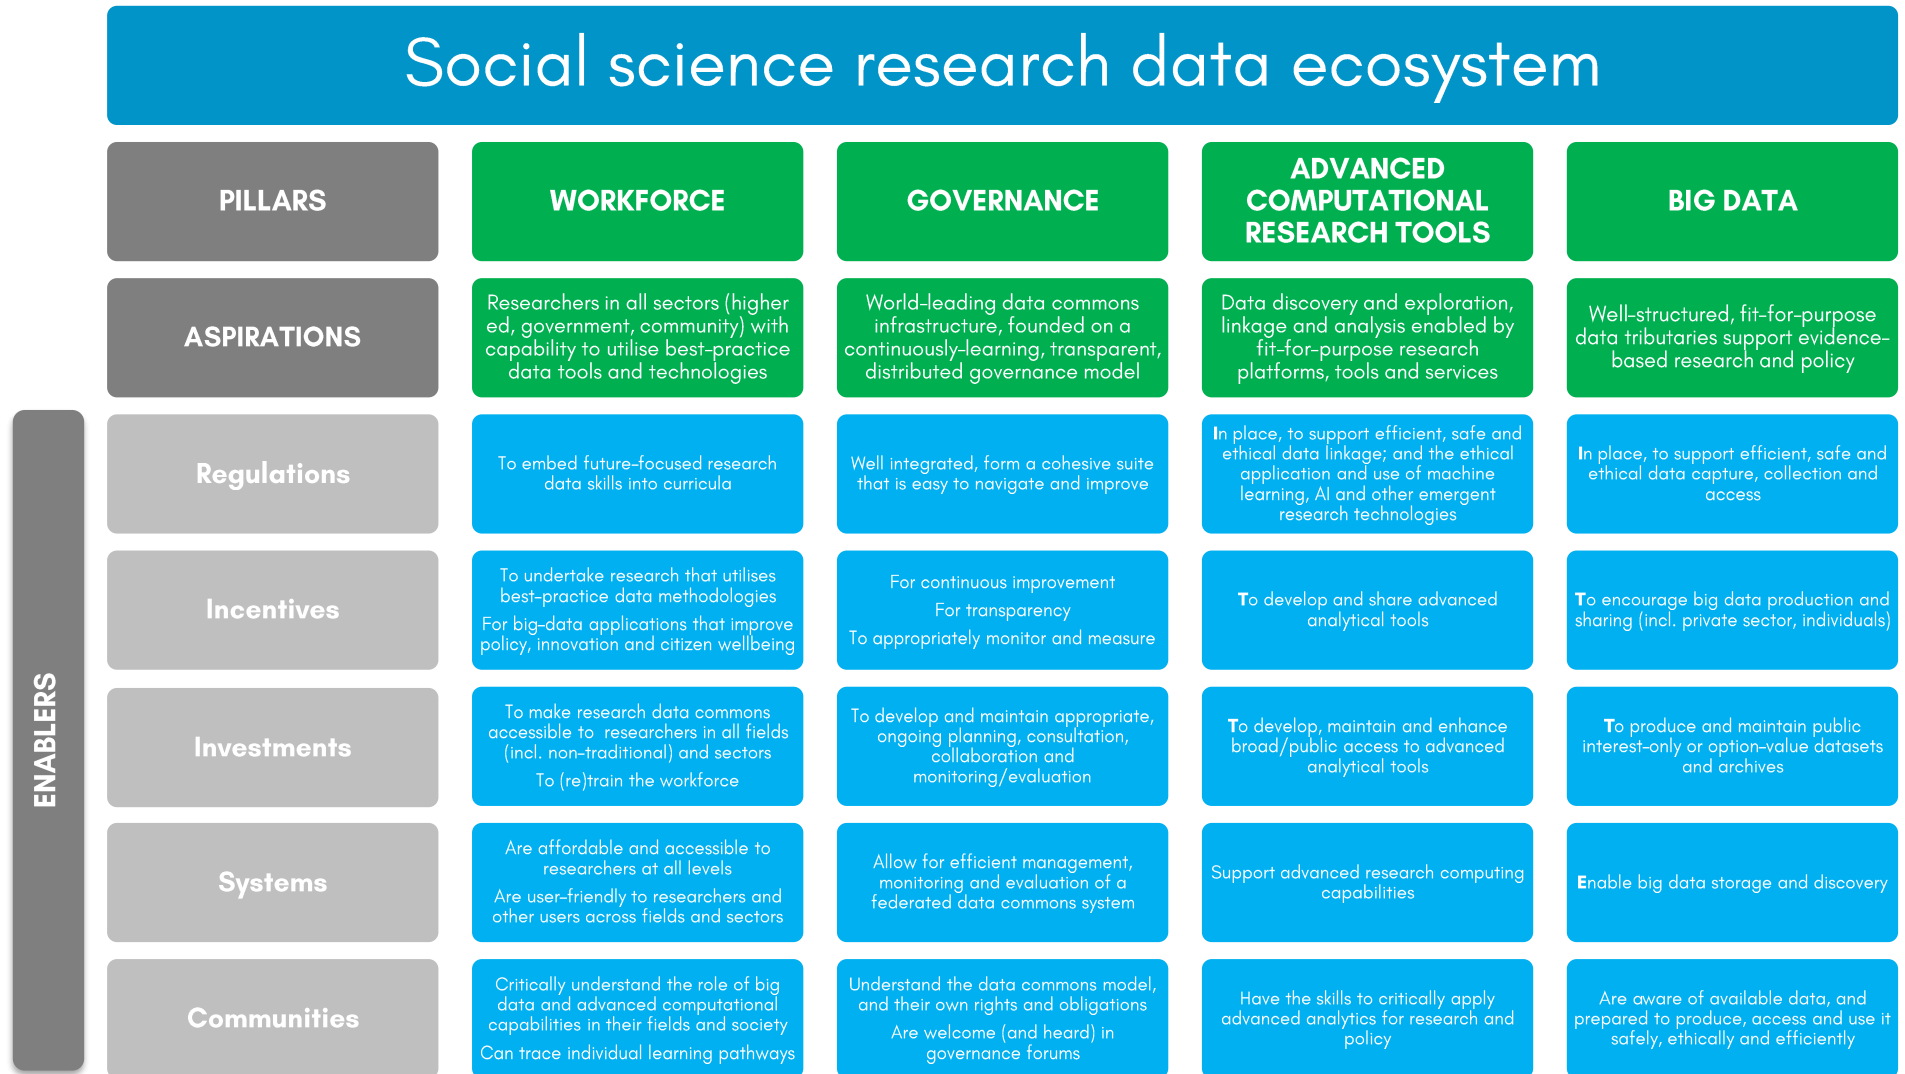 Social science research data ecosystem
PILLARS
WORKFORCE
GOVERNANCE
ADVANCED
COMPUTATIONAL
RESEARCH TOOLS
BIG DATA
ASPIRATIONS
Researchers in all sectors (higher
ed, government, community) with
capability to utilise best-practice
data tools and technologies
World-leading data commons
infrastructure, founded on a
continuously-learning, transparent,
distributed governance model
Data discovery and exploration,
linkage and analysis enabled by
fit-for-purpose research
platforms, tools and services
Well-structured, fit-for-purpose
data tributaries support evidence-
based research and policy
ENABLERS
Regulations
To embed future-focused research
data skills into curricula
Well integrated, form a cohesive suite
that is easy to navigate and improve
In place, to support efficient, safe and
ethical data linkage; and the ethical
application and use of machine
learning, AI and other emergent
research technologies
In place, to support efficient, safe and
ethical data capture, collection and
access
Incentives
To undertake research that utilises
best-practice data methodologies
For big-data applications that improve
policy, innovation and citizen wellbeing
For continuous improvement
For transparency
To appropriately monitor and measure
To develop and share advanced
analytical tools
To encourage big data production and
sharing (incl. private sector, individuals)
Investments
To make research data commons
accessible to researchers in all fields
(incl. non-traditional) and sectors
To (re)train the workforce
To develop and maintain appropriate,
ongoing planning, consultation,
collaboration and
monitoring/evaluation
To develop, maintain and enhance
broad/public access to advanced
analytical tools
To produce and maintain public
interest-only or option-value datasets
and archives
Systems
Are affordable and accessible to
researchers at all levels
Are user-friendly to researchers and
other users across fields and sectors
Allow for efficient management,
monitoring and evaluation of a
federated data commons system
Support advanced research computing
capabilities
Enable big data storage and discovery
Communities
Critically understand the role of big
data and advanced computational
capabilities in their fields and society
Can trace individual learning pathways
Understand the data commons model,
and their own rights and obligations
Are welcome (and heard) in
governance forums
Have the skills to critically apply
advanced analytics for research and
policy
Are aware of available data, and
prepared to produce, access and use it
safely, ethically and efficiently